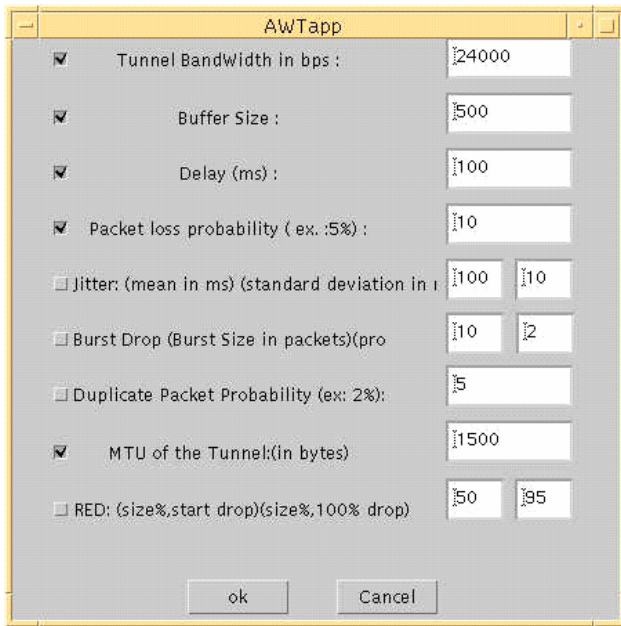 AWTapp
Tunnel BandWidth in bps : 24000
Buffer Size : 500
Delay (ms) : 100
Packet loss probability ( ex. :5%) : 10
Jitter: (mean in ms) (standard deviation in 100 10
Burst Drop (Burst Size in packets)(pro 10 2
Duplicate Packet Probability (ex: 2%): 5
MTU of the Tunnel:(in bytes) 1500
RED: (size%,start drop)(size%,100% drop) 50 95
ok Cancel